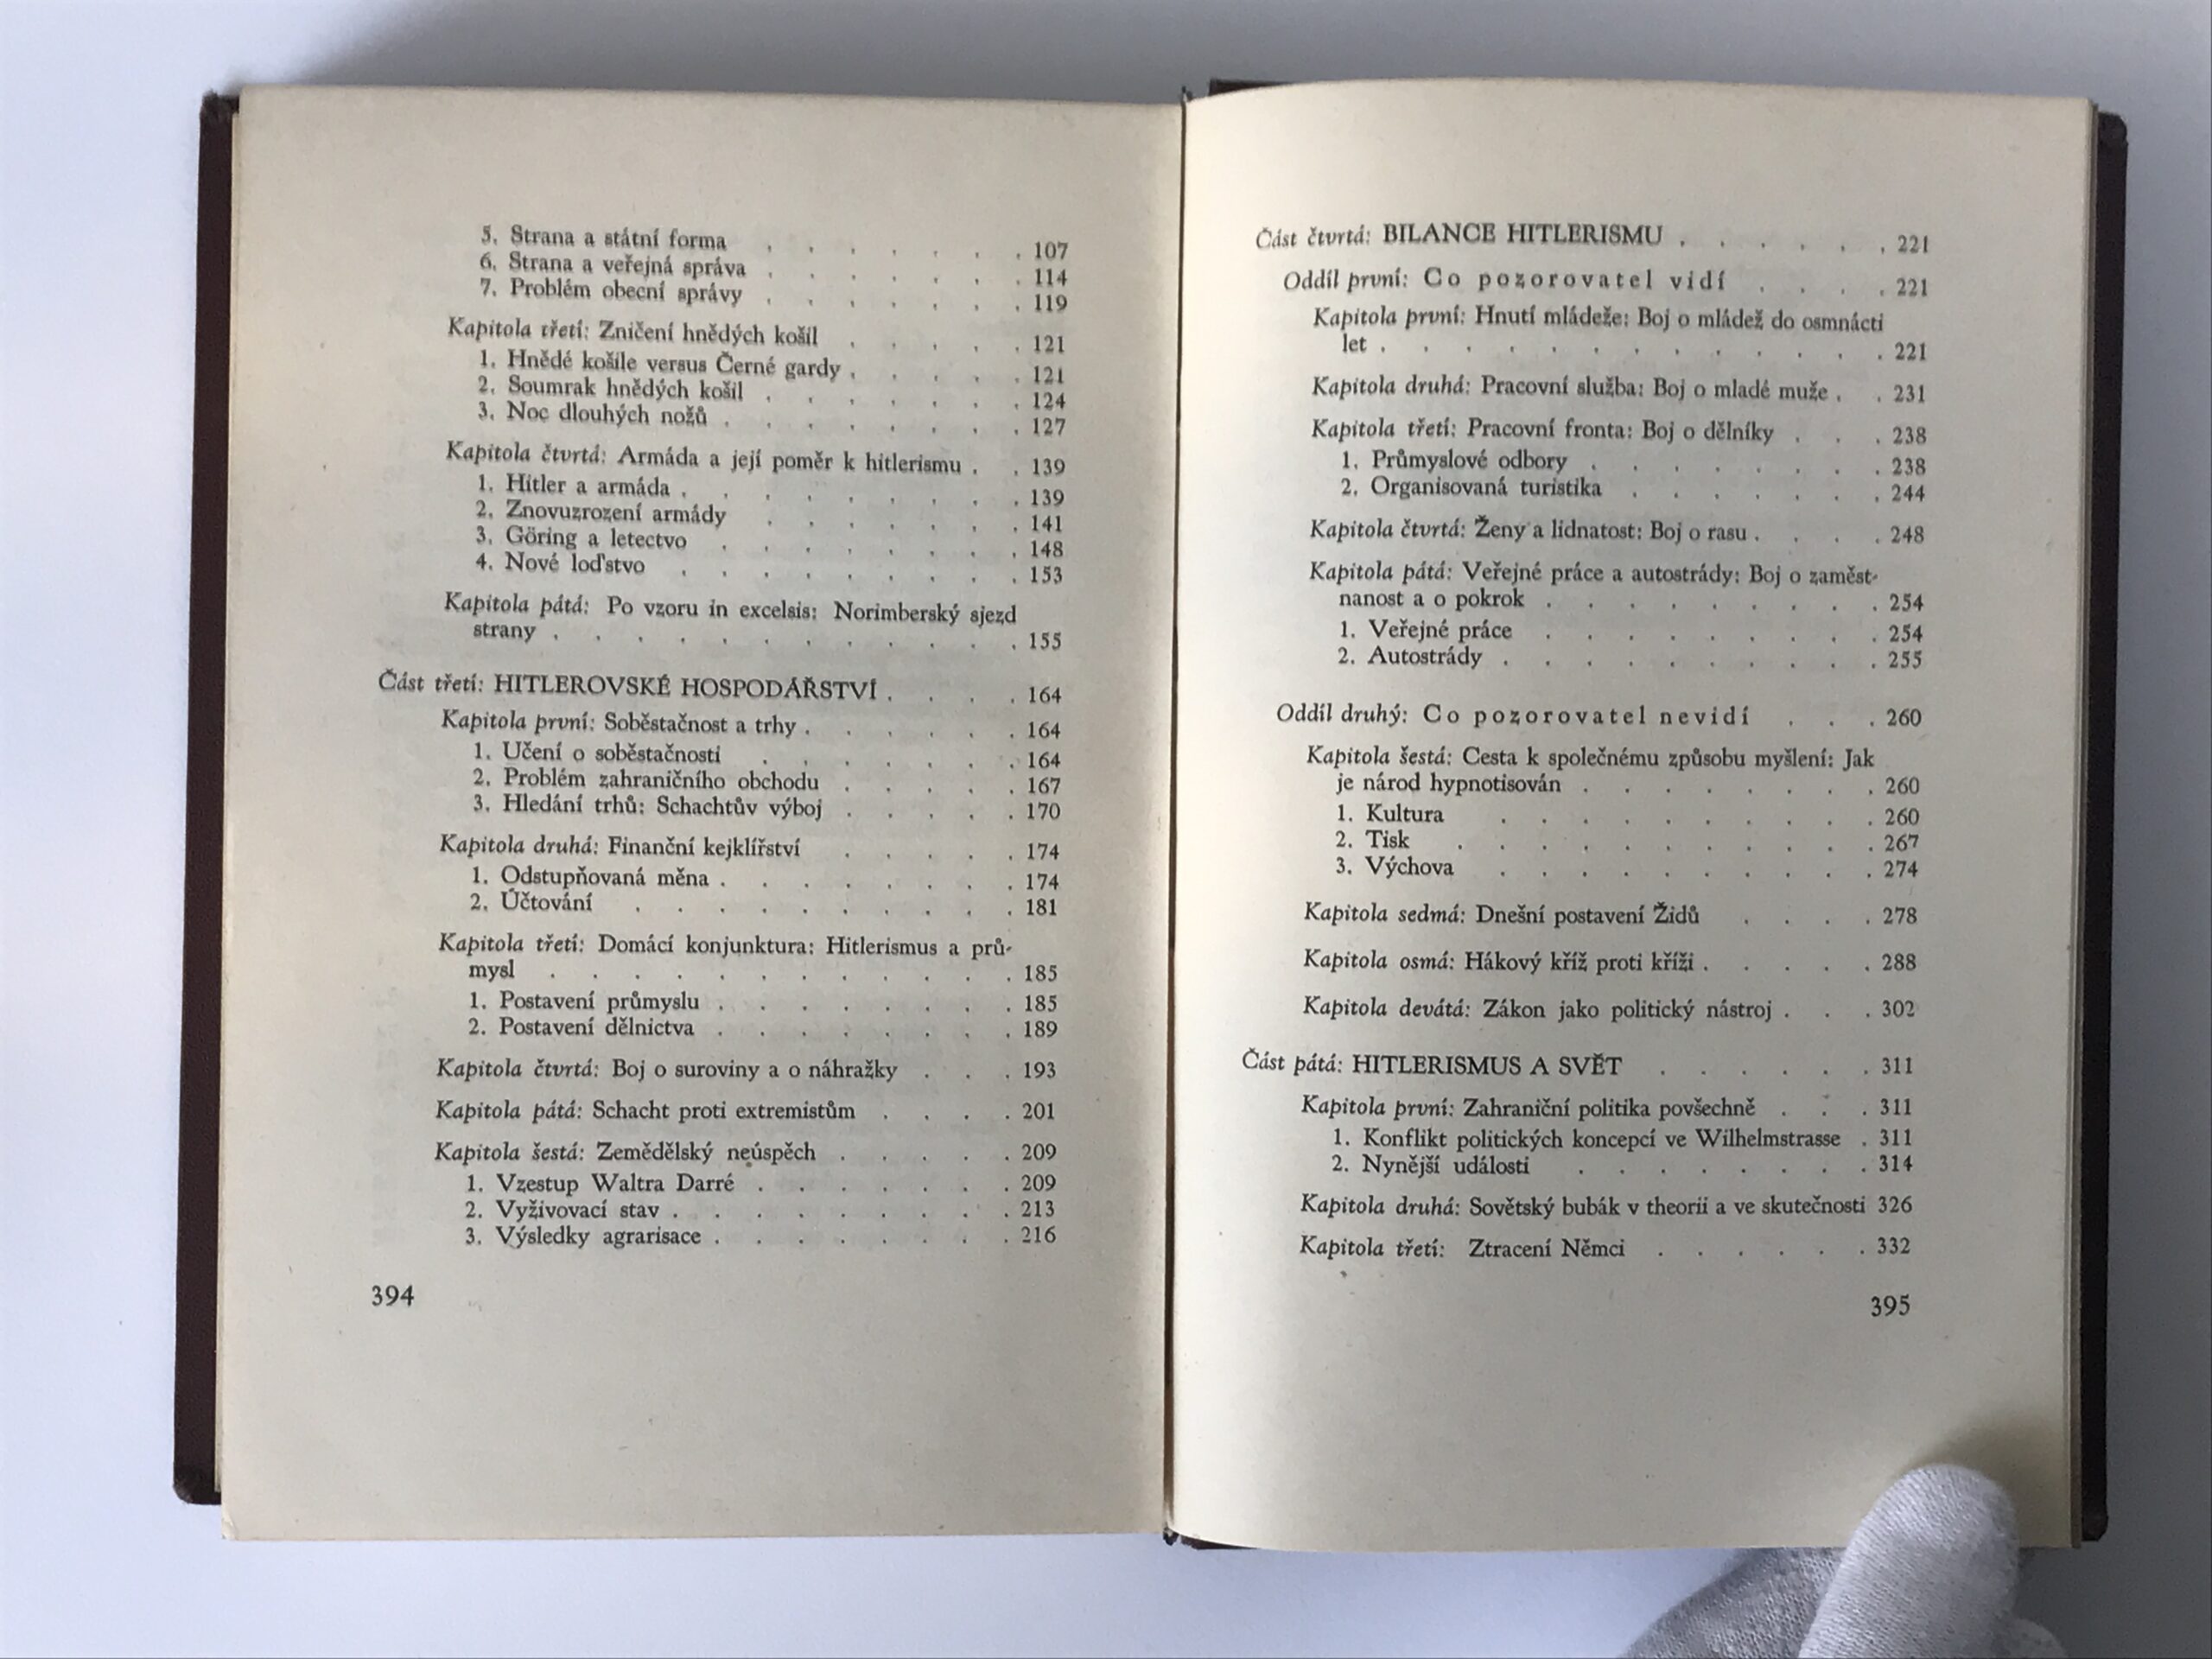 5. Strana a státní forma . . . . . . . 107
6. Strana a veřejná správa . . . . . . . 114
7. Problém obecní správy . . . . . . . 119
Kapitola třetí: Zničení hnědých košil . . . . . 121
1. Hnědé košile versus Černé gardy . . . . . 121
2. Soumrak hnědých košil . . . . . . . 124
3. Noc dlouhých nožů . . . . . . . . 127
Kapitola čtvrtá: Armáda a její poměr k hitlerismu . . 139
1. Hitler a armáda . . . . . . . . . 139
2. Znovuzrození armády . . . . . . . 141
3. Göring a letectvo . . . . . . . . 148
4. Nové loďstvo . . . . . . . . . 153
Kapitola pátá: Po vzoru in excelsis: Norimberský sjezd
strany . . . . . . . . . . . . 155
Část třetí: HITLEROVSKÉ HOSPODÁŘSTVÍ . . . . 164
Kapitola první: Soběstačnost a trhy . . . . . . 164
1. Učení o soběstačnosti . . . . . . . 164
2. Problém zahraničního obchodu . . . . . 167
3. Hledání trhů: Schachtův výboj . . . . . 170
Kapitola druhá: Finanční kejklířství . . . . . 174
1. Odstupňovaná měna . . . . . . . . 174
2. Účtování . . . . . . . . . . 181
Kapitola třetí: Domácí konjunktura: Hitlerismus a prů-
mysl . . . . . . . . . . . . 185
1. Postavení průmyslu . . . . . . . . 185
2. Postavení dělnictva . . . . . . . . 189
Kapitola čtvrtá: Boj o suroviny a o náhražky . . . 193
Kapitola pátá: Schacht proti extremistům . . . . 201
Kapitola šestá: Zemědělský neúspěch . . . . . 209
1. Vzestup Waltra Darré . . . . . . . 209
2. Vyživovací stav . . . . . . . . . 213
3. Výsledky agrarisace . . . . . . . . 216
394
Část čtvrtá: BILANCE HITLERISMU . . . . . . 221
Oddíl první: Co pozorovatel vidí . . . . 221
Kapitola první: Hnutí mládeže: Boj o mládež do osmnácti
let . . . . . . . . . . . . . 221
Kapitola druhá: Pracovní služba: Boj o mladé muže . . 231
Kapitola třetí: Pracovní fronta: Boj o dělníky . . . 238
1. Průmyslové odbory . . . . . . . . 238
2. Organisovaná turistika . . . . . . . 244
Kapitola čtvrtá: Ženy a lidnatost: Boj o rasu . . . . 248
Kapitola pátá: Veřejné práce a autostrády: Boj o zaměst-
nanost a o pokrok . . . . . . . . . 254
1. Veřejné práce . . . . . . . . . 254
2. Autostrády . . . . . . . . . . 255
Oddíl druhý: Co pozorovatel nevidí . . . 260
Kapitola šestá: Cesta k společnému způsobu myšlení: Jak
je národ hypnotisován . . . . . . . . 260
1. Kultura . . . . . . . . . . 260
2. Tisk . . . . . . . . . . . 267
3. Výchova . . . . . . . . . . 274
Kapitola sedmá: Dnešní postavení Židů . . . . 278
Kapitola osmá: Hákový kříž proti kříži . . . . . 288
Kapitola devátá: Zákon jako politický nástroj . . . 302
Část pátá: HITLERISMUS A SVĚT . . . . . . 311
Kapitola první: Zahraniční politika povšechně . . . 311
1. Konflikt politických koncepcí ve Wilhelmstrasse . 311
2. Nynější události . . . . . . . . 314
Kapitola druhá: Sovětský bubák v theorii a ve skutečnosti 326
Kapitola třetí: Ztracení Němci . . . . . . 332
395